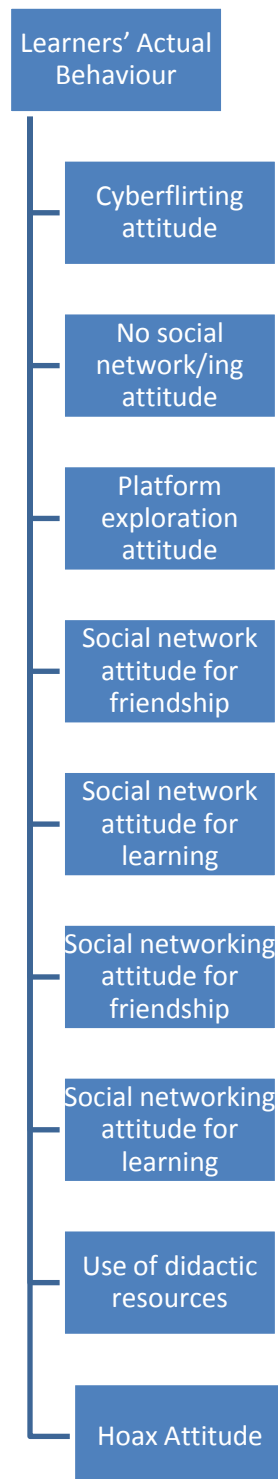 Learners’ Actual
Behaviour
Cyberflirting
attitude
No social
network/ing
attitude
Platform
exploration
attitude
Social network
attitude for
friendship
Social network
attitude for
learning
Social networking
attitude for
friendship
Social networking
attitude for
learning
Use of didactic
resources
Hoax Attitude